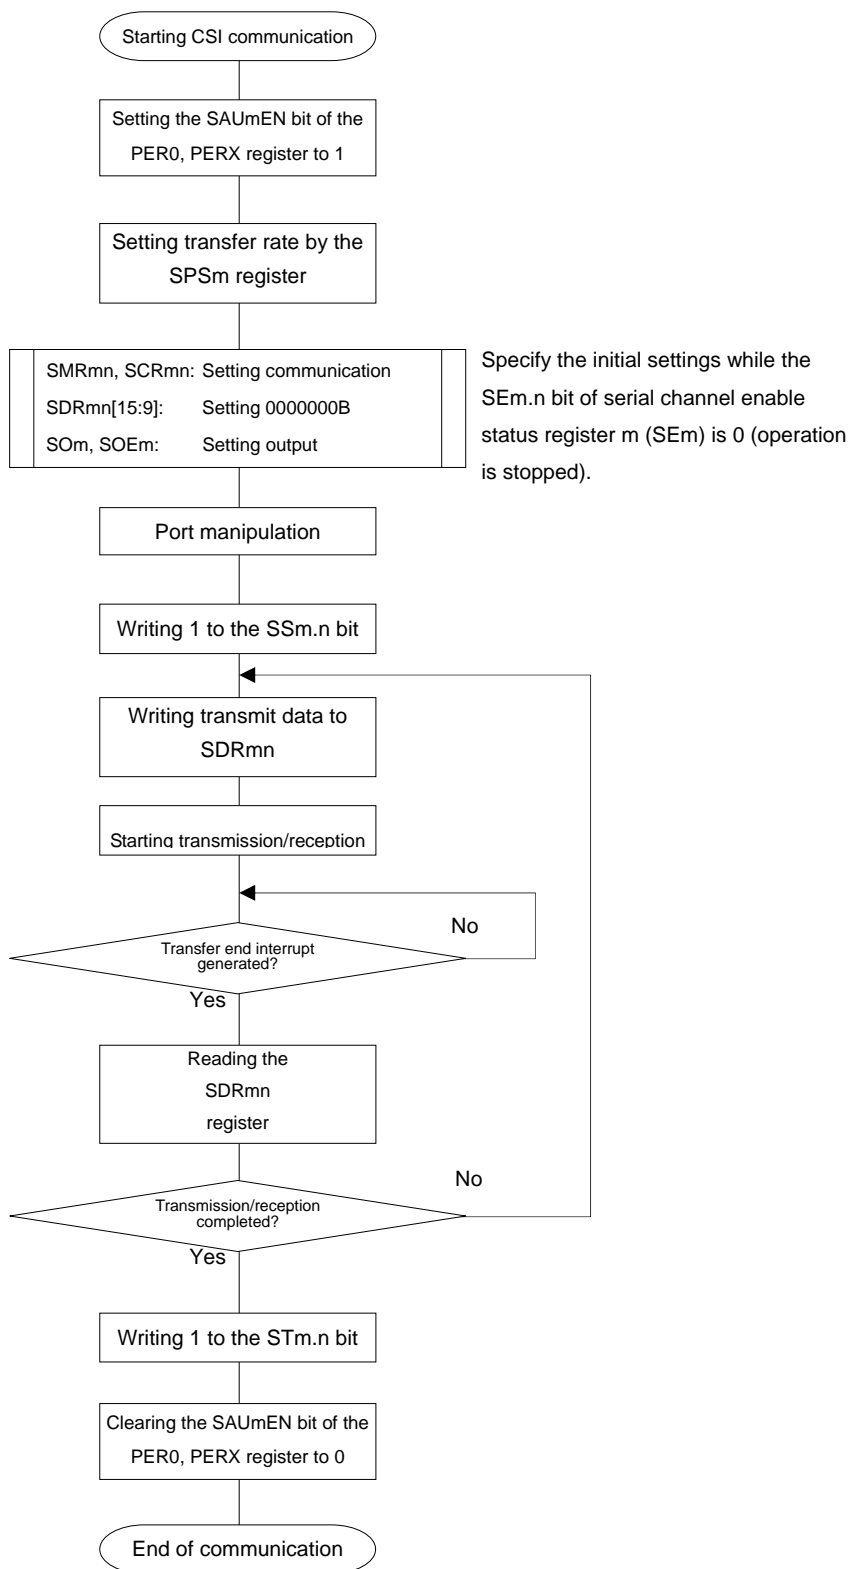 Starting CSI communication
Setting the SAUmEN bit of the
PER0, PERX register to 1
Setting transfer rate by the
SPSm register
SMRmn, SCRmn: Setting communication
SDRmn[15:9]: Setting 0000000B
SOm, SOEm: Setting output
Specify the initial settings while the
SEm.n bit of serial channel enable
status register m (SEm) is 0 (operation
is stopped).
Port manipulation
Writing 1 to the SSm.n bit
Writing transmit data to
SDRmn
Starting transmission/reception
No
Transfer end interrupt
generated?
Yes
Reading the
SDRmn
register
No
Transmission/reception
completed?
Yes
Writing 1 to the STm.n bit
Clearing the SAUmEN bit of the
PER0, PERX register to 0
End of communication